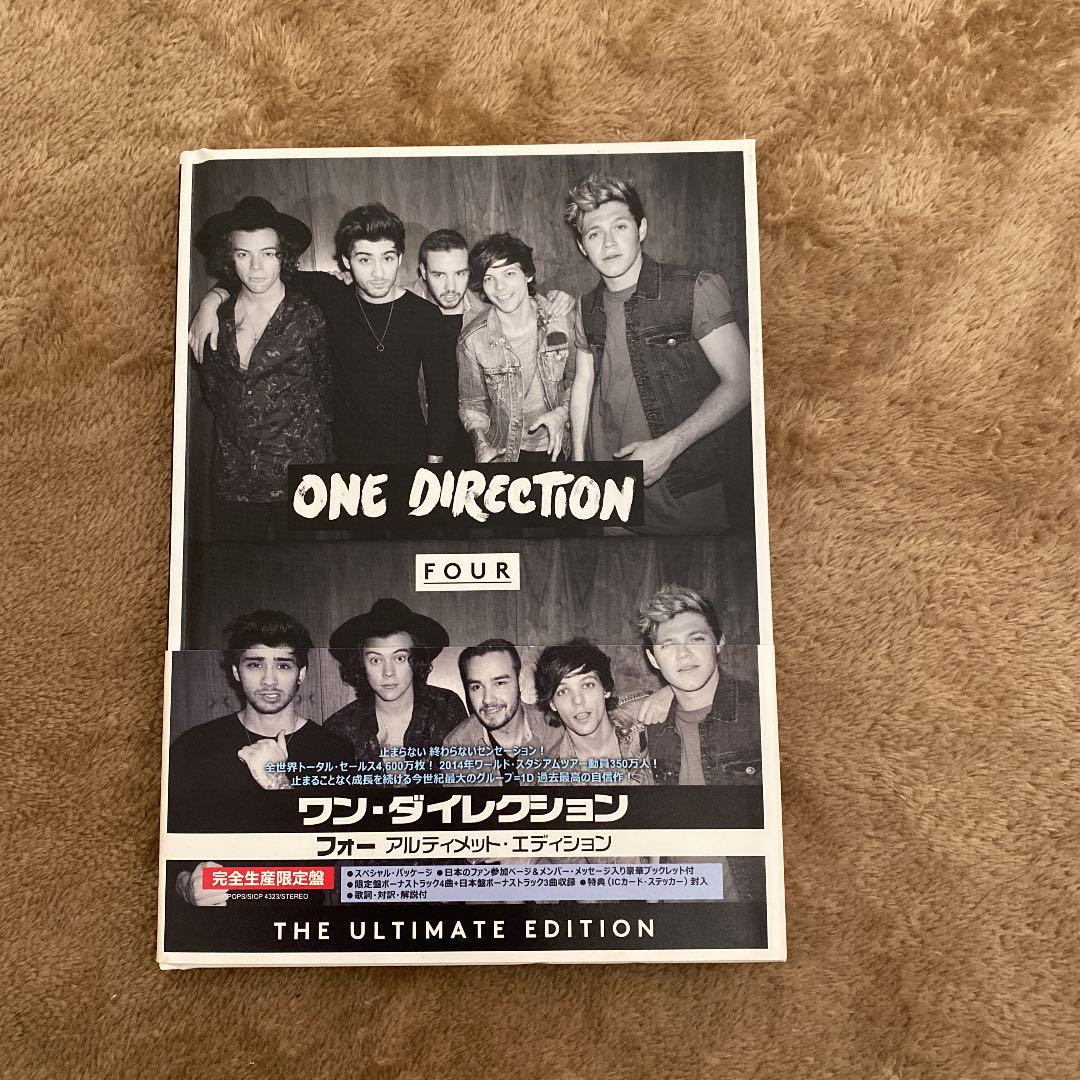 ONE DIRECTION
FOUR
止まらない 終わらないセンセーション！
全世界トータル・セールス4,600万枚！ 2014年ワールド・スタジアムツアー動員350万人！
止まることなく成長を続ける今世紀最大のグループ=1D 過去最高の自信作！
ワン・ダイレクション
フォー アルティメット・エディション
完全生産限定盤
POPS/SICP 4323/STEREO
●スペシャル・パッケージ ●日本のファン参加ページ＆メンバー・メッセージ入り豪華ブックレット付
●限定盤ボーナストラック4曲+日本盤ボーナストラック3曲収録 ●特典（ICカード・ステッカー）封入
●歌詞・対訳・解説付
THE ULTIMATE EDITION